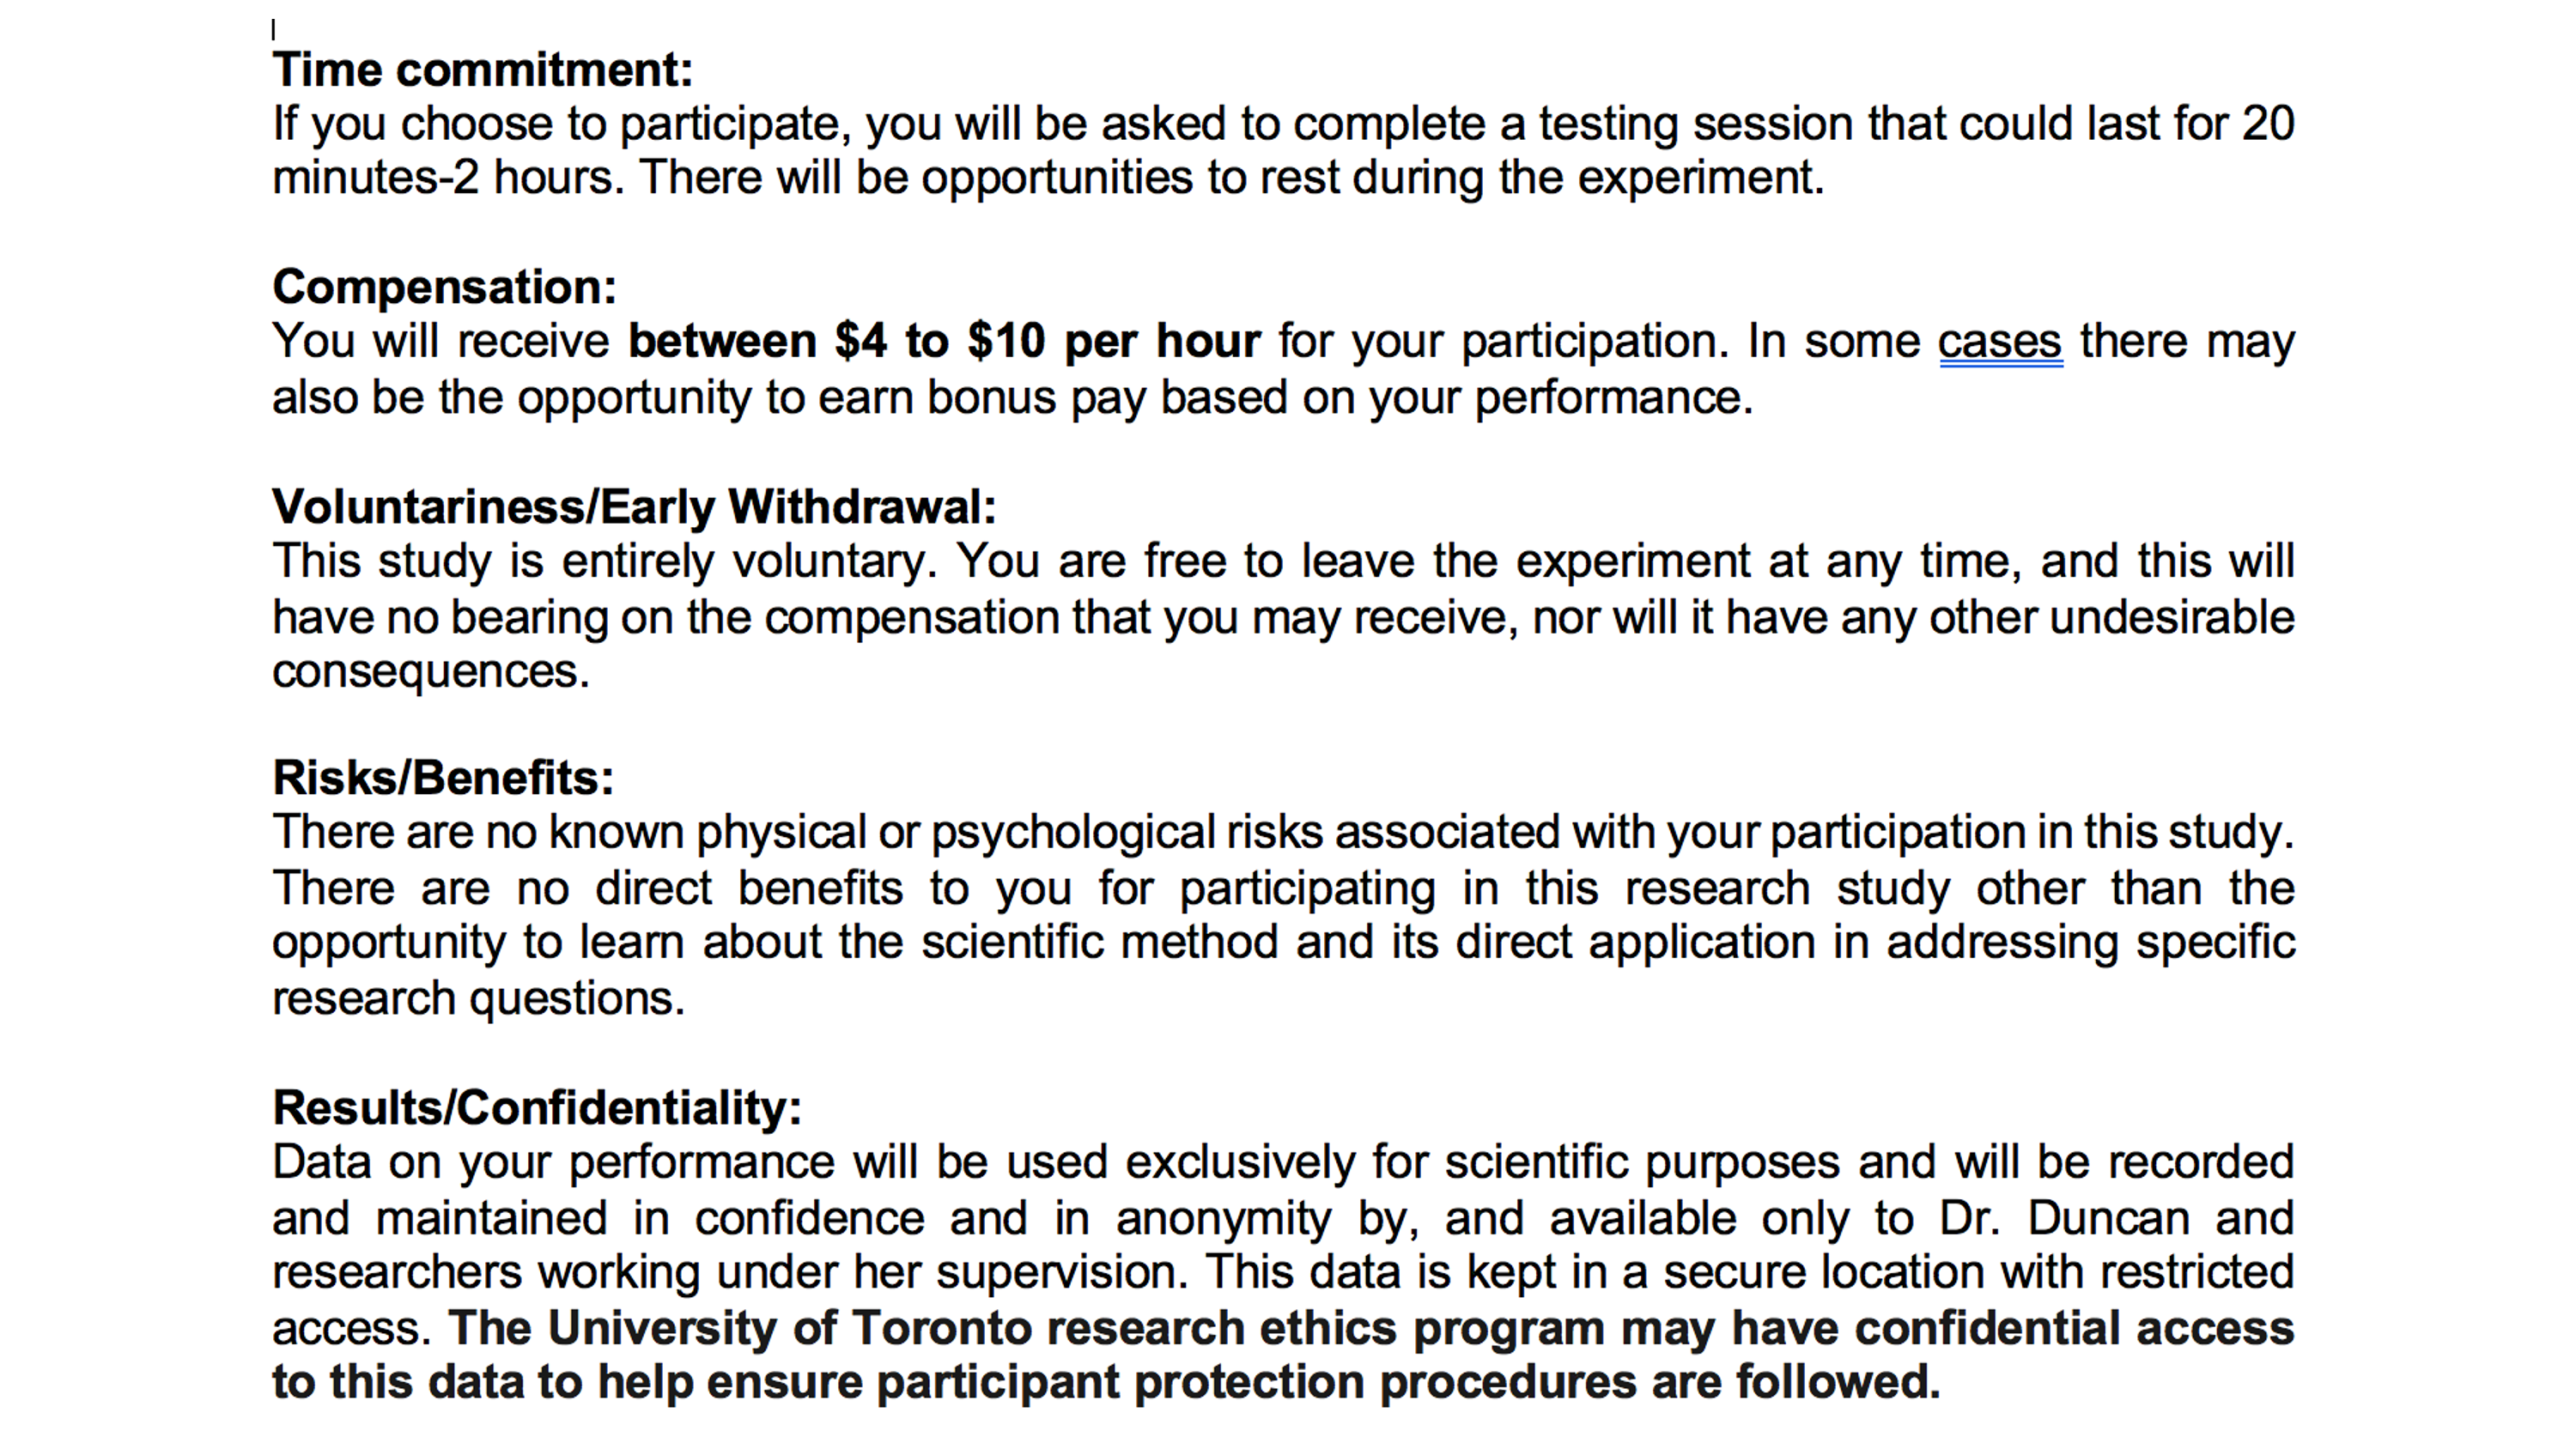 Time commitment:
If you choose to participate, you will be asked to complete a testing session that could last for 20
minutes-2 hours. There will be opportunities to rest during the experiment.
Compensation:
You will receive between $4 to $10 per hour for your participation. In some cases there may
also be the opportunity to earn bonus pay based on your performance.
Voluntariness/Early Withdrawal:
This study is entirely voluntary. You are free to leave the experiment at any time, and this will
have no bearing on the compensation that you may receive, nor will it have any other undesirable
consequences.
Risks/Benefits:
There are no known physical or psychological risks associated with your participation in this study.
There are no direct benefits to you for participating in this research study other than the
opportunity to learn about the scientific method and its direct application in addressing specific
research questions.
Results/Confidentiality:
Data on your performance will be used exclusively for scientific purposes and will be recorded
and maintained in confidence and in anonymity by, and available only to Dr. Duncan and
researchers working under her supervision. This data is kept in a secure location with restricted
access. The University of Toronto research ethics program may have confidential access
to this data to help ensure participant protection procedures are followed.